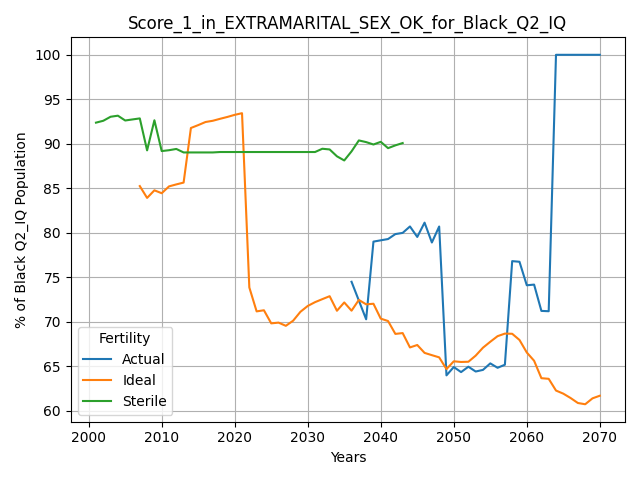 Score_1_in_EXTRAMARITAL_SEX_OK_for_Black_Q2_IQ
% of Black Q2_IQ Population
100
95
90
85
80
75
70
65
60
Fertility
Actual
Ideal
Sterile
2000 2010 2020 2030 2040 2050 2060 2070
Years